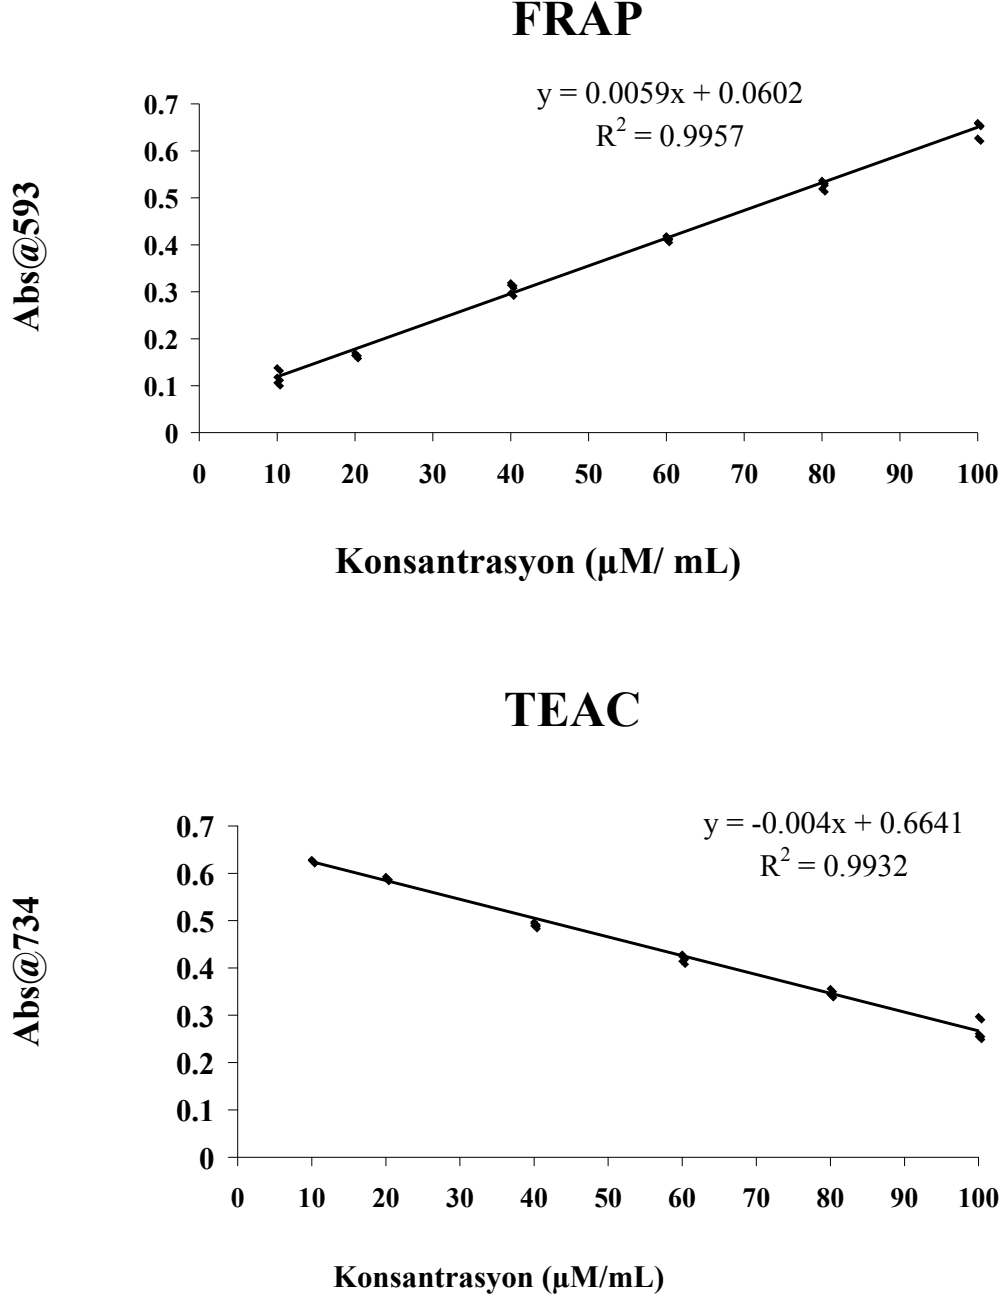 FRAP
y = 0.0059x + 0.0602
R² = 0.9957
Abs@593
0.7
0.6
0.5
0.4
0.3
0.2
0.1
0
0 10 20 30 40 50 60 70 80 90 100
Konsantrasyon (µM/ mL)
TEAC
y = -0.004x + 0.6641
R² = 0.9932
Abs@734
0.7
0.6
0.5
0.4
0.3
0.2
0.1
0
0 10 20 30 40 50 60 70 80 90 100
Konsantrasyon (µM/mL)